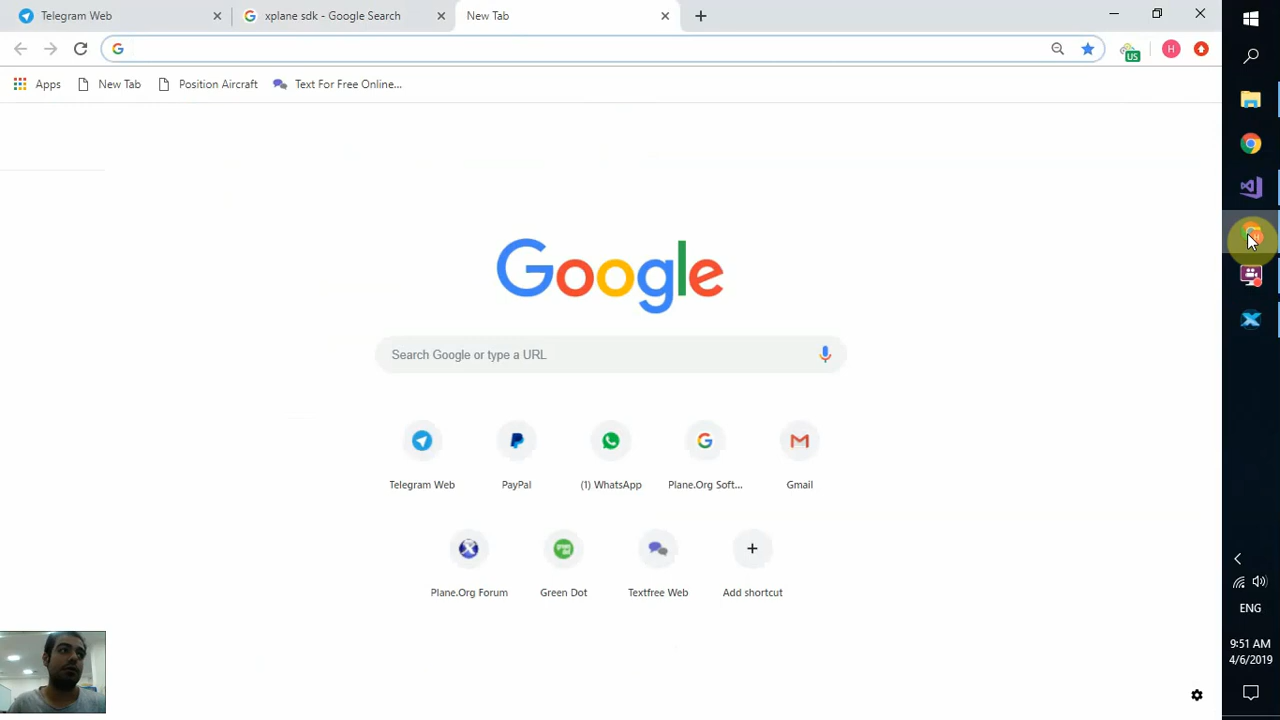 Telegram Web
xplane sdk - Google Search
New Tab
US
H
Apps
New Tab
Position Aircraft
Text For Free Online...
Google
Search Google or type a URL
Telegram Web
PayPal
(1) WhatsApp
Plane.Org Soft...
Gmail
Plane.Org Forum
Green Dot
Textfree Web
Add shortcut
ENG
9:51 AM
4/6/2019